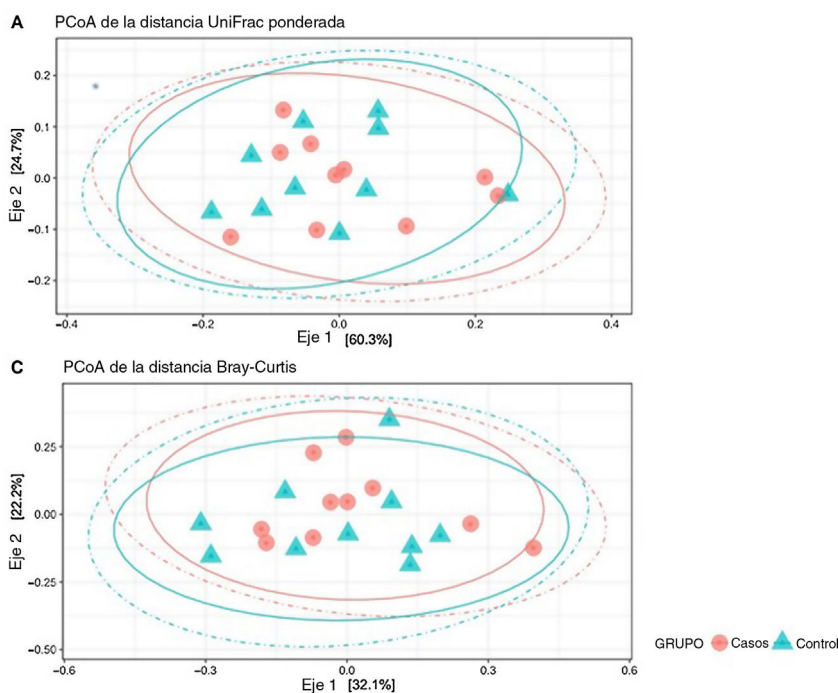 A PCoA de la distancia UniFrac ponderada
0.2
0.1
0.0
−0.1
−0.2
Eje 2 [24.7%]
−0.4 −0.2 0.0 0.2 0.4
Eje 1 [60.3%]
C PCoA de la distancia Bray-Curtis
0.25
0.00
−0.25
−0.50
Eje 2 [22.2%]
−0.6 −0.3 0.0 0.3 0.6
Eje 1 [32.1%]
GRUPO Casos Control